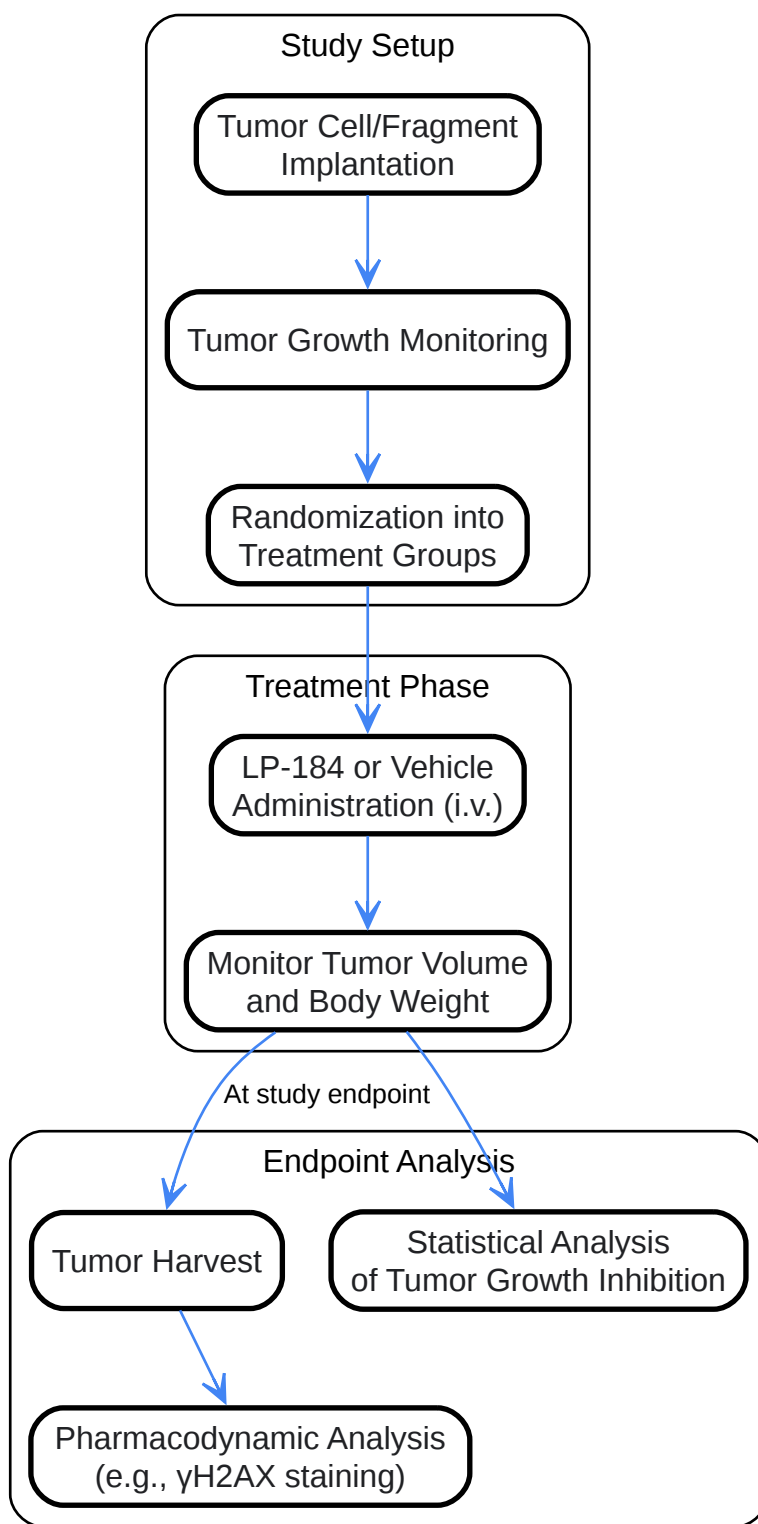 Study Setup
Tumor Cell/Fragment
Implantation
Tumor Growth Monitoring
Randomization into
Treatment Groups
Treatment Phase
LP-184 or Vehicle
Administration (i.v.)
Monitor Tumor Volume
and Body Weight
At study endpoint
Endpoint Analysis
Tumor Harvest
Statistical Analysis
of Tumor Growth Inhibition
Pharmacodynamic Analysis
(e.g., γH2AX staining)